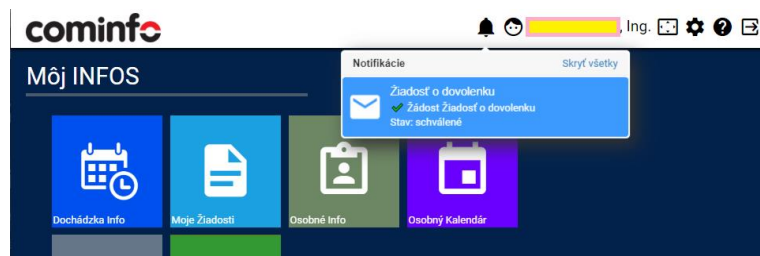 cominfo
, Ing.
Môj INFOS
Notifikácie
Skryť všetky
Žiadosť o dovolenku
Žádost Žiadosť o dovolenku
Stav: schválené
Dochádzka Info
Moje Žiadosti
Osobné Info
Osobný Kalendár